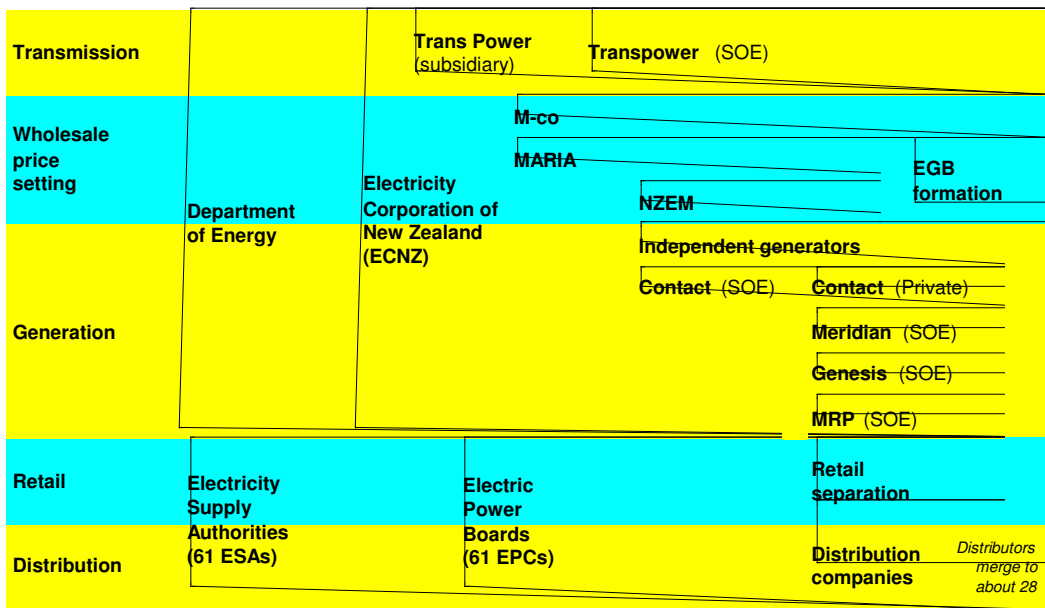 Transmission
Trans Power
(subsidiary)
Transpower (SOE)
Wholesale
price
setting
M-co
MARIA
EGB
formation
NZEM
Department
of Energy
Electricity
Corporation of
New Zealand
(ECNZ)
Generation
Independent generators
Contact (SOE)
Contact (Private)
Meridian (SOE)
Genesis (SOE)
MRP (SOE)
Retail
Electricity
Supply
Authorities
(61 ESAs)
Electric
Power
Boards
(61 EPCs)
Retail
separation
Distribution
Distribution
companies
Distributors
merge to
about 28